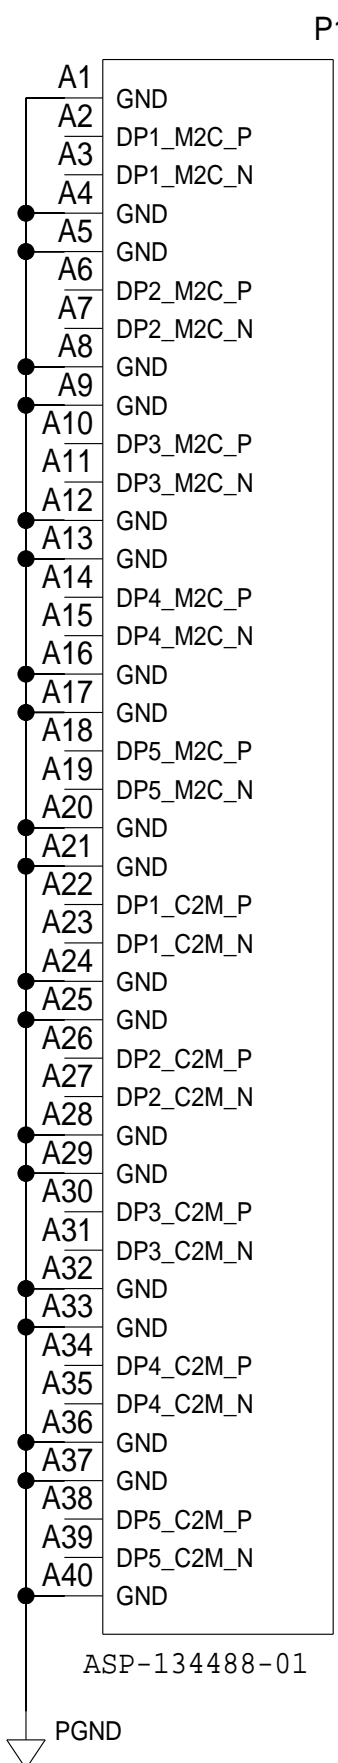 P1
A1 GND
A2 DP1_M2C_P
A3 DP1_M2C_N
A4 GND
A5 GND
A6 DP2_M2C_P
A7 DP2_M2C_N
A8 GND
A9 GND
A10 DP3_M2C_P
A11 DP3_M2C_N
A12 GND
A13 GND
A14 DP4_M2C_P
A15 DP4_M2C_N
A16 GND
A17 GND
A18 DP5_M2C_P
A19 DP5_M2C_N
A20 GND
A21 GND
A22 DP1_C2M_P
A23 DP1_C2M_N
A24 GND
A25 GND
A26 DP2_C2M_P
A27 DP2_C2M_N
A28 GND
A29 GND
A30 DP3_C2M_P
A31 DP3_C2M_N
A32 GND
A33 GND
A34 DP4_C2M_P
A35 DP4_C2M_N
A36 GND
A37 GND
A38 DP5_C2M_P
A39 DP5_C2M_N
A40 GND
ASP-134488-01
PGND